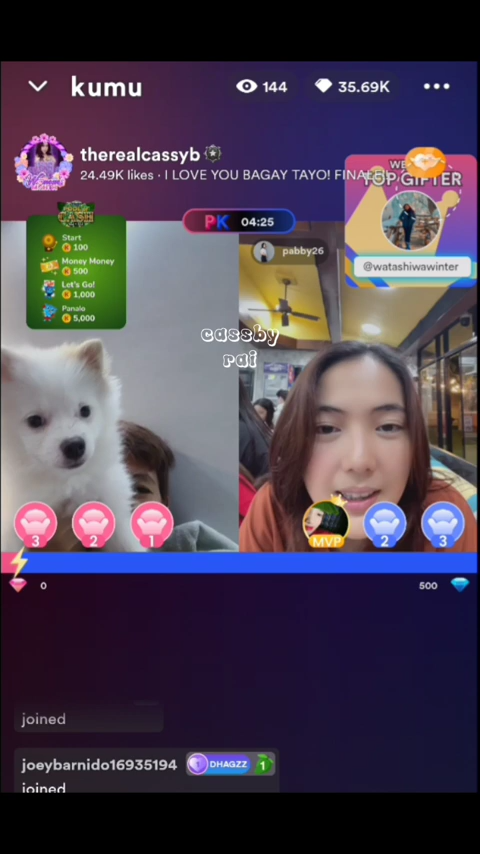 kumu
144
35.69K
therealcassyb
24.49K likes · I LOVE YOU BAGAY TAYO! FINALE
TOP GIFTER
@watashiwawinter
CASH
Start
100
Money Money
500
Let's Go!
1,000
Panalo
5,000
PK 04:25
pabby26
cassby
rai
3
2
1
MVP
2
3
0
500
joined
joeybarnido16935194
DHAGZZ
1
joined